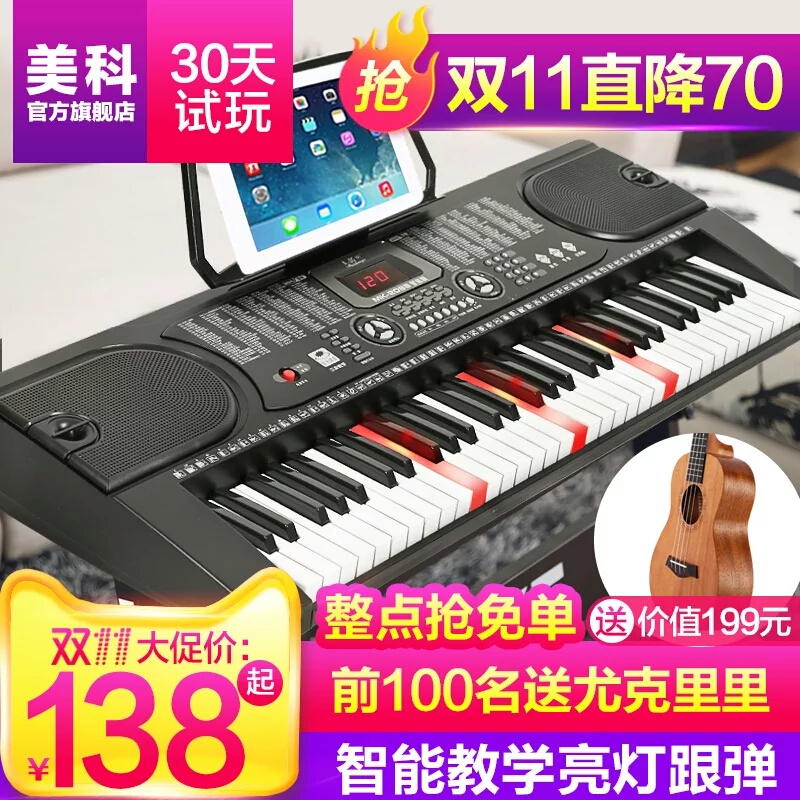 美科
官方旗舰店
30天
试玩
抢
双11直降70
120
双11大促价:
¥138起
整点抢免单
送 价值199元
前100名送尤克里里
智能教学亮灯跟弹